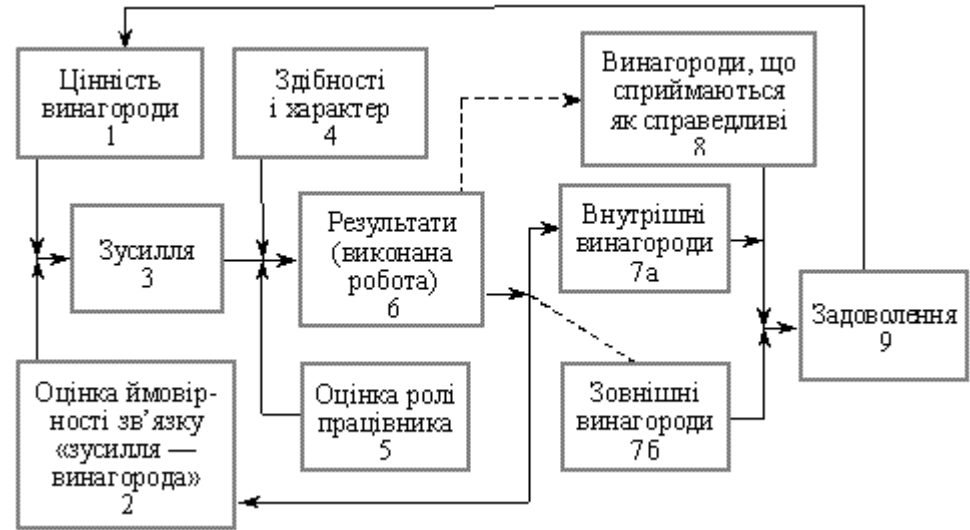 Цінність
винагороди
1
Здібності
і характер
4
Винагороди, що
сприймаються
як справедливі
8
Зусилля
3
Результати
(виконана
робота)
6
Внутрішні
винагороди
7а
Задоволення
9
Оцінка ймовір-
ності зв’язку
«зусилля —
винагорода»
2
Оцінка ролі
працівника
5
Зовнішні
винагороди
7б